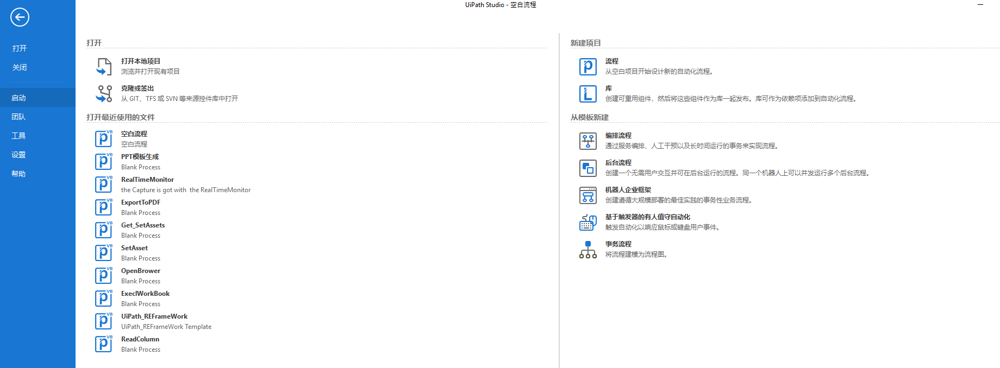 UiPath Studio - 空白流程
打开
关闭
启动
团队
工具
设置
帮助
打开
打开本地项目
浏览并打开现有项目
克隆或签出
从 GIT、TFS 或 SVN 等来源控件库中打开
打开最近使用的文件
VB
空白流程
空白流程
VB
PPT模板生成
Blank Process
VB
RealTimeMonitor
the Capture is got with  the RealTimeMonitor
VB
ExportToPDF
Blank Process
VB
Get_SetAssets
Blank Process
VB
SetAsset
Blank Process
VB
OpenBrower
Blank Process
VB
ExeclWorkBook
Blank Process
VB
UiPath_REFrameWork
UiPath_REFrameWork Template
VB
ReadColumn
Blank Process
新建项目
流程
从空白项目开始设计新的自动化流程。
库
创建可重用组件，然后将这些组件作为库一起发布。库可作为依赖项添加到自动化流程。
从模板新建
编排流程
通过服务编排、人工干预以及长时间运行的事务来实现流程。
后台流程
创建一个无需用户交互并可在后台运行的流程。同一个机器人上可以并发运行多个后台流程。
机器人企业框架
创建遵循大规模部署的最佳实践的事务性业务流程。
基于触发器的有人值守自动化
触发自动化以响应鼠标或键盘用户事件。
事务流程
将流程建模为流程图。